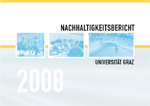 NACHHALTIGKEITSBERICHT
UNIVERSITÄT GRAZ
2008